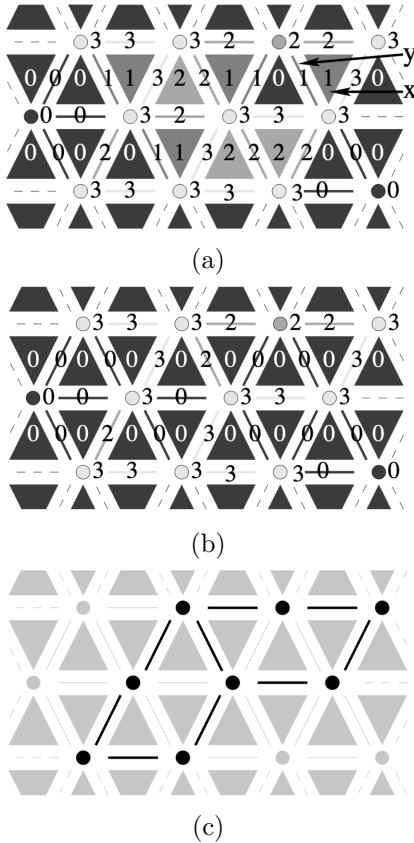 3 3 3 2 2 2 3
y
0 0 0 1 1 3 2 2 1 1 0 1 1 3 0
x
0 0 3 2 3 3 3
0 0 0 2 0 1 1 3 2 2 2 2 0 0 0
3 3 3 3 3 0 0
(a)
3 3 3 2 2 2 3
0 0 0 0 0 3 0 2 0 0 0 0 0 3 0
0 0 3 0 3 3 3
0 0 0 2 0 0 0 3 0 0 0 0 0 0 0
3 3 3 3 3 0 0
(b)
(c)